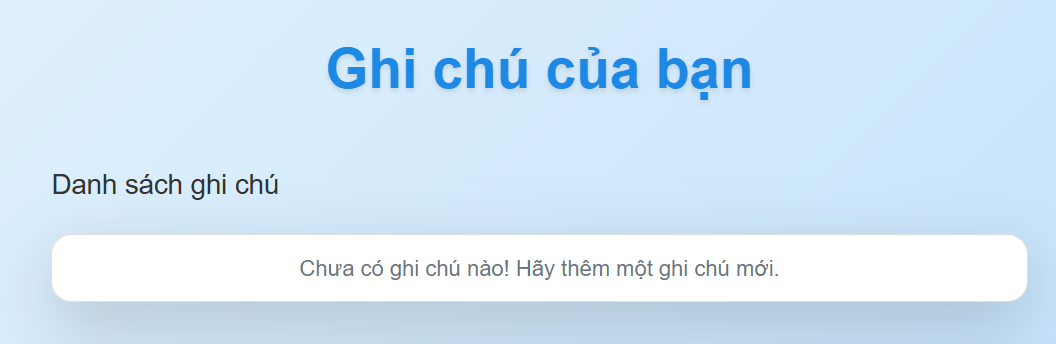 Ghi chú của bạn
Danh sách ghi chú
Chưa có ghi chú nào! Hãy thêm một ghi chú mới.